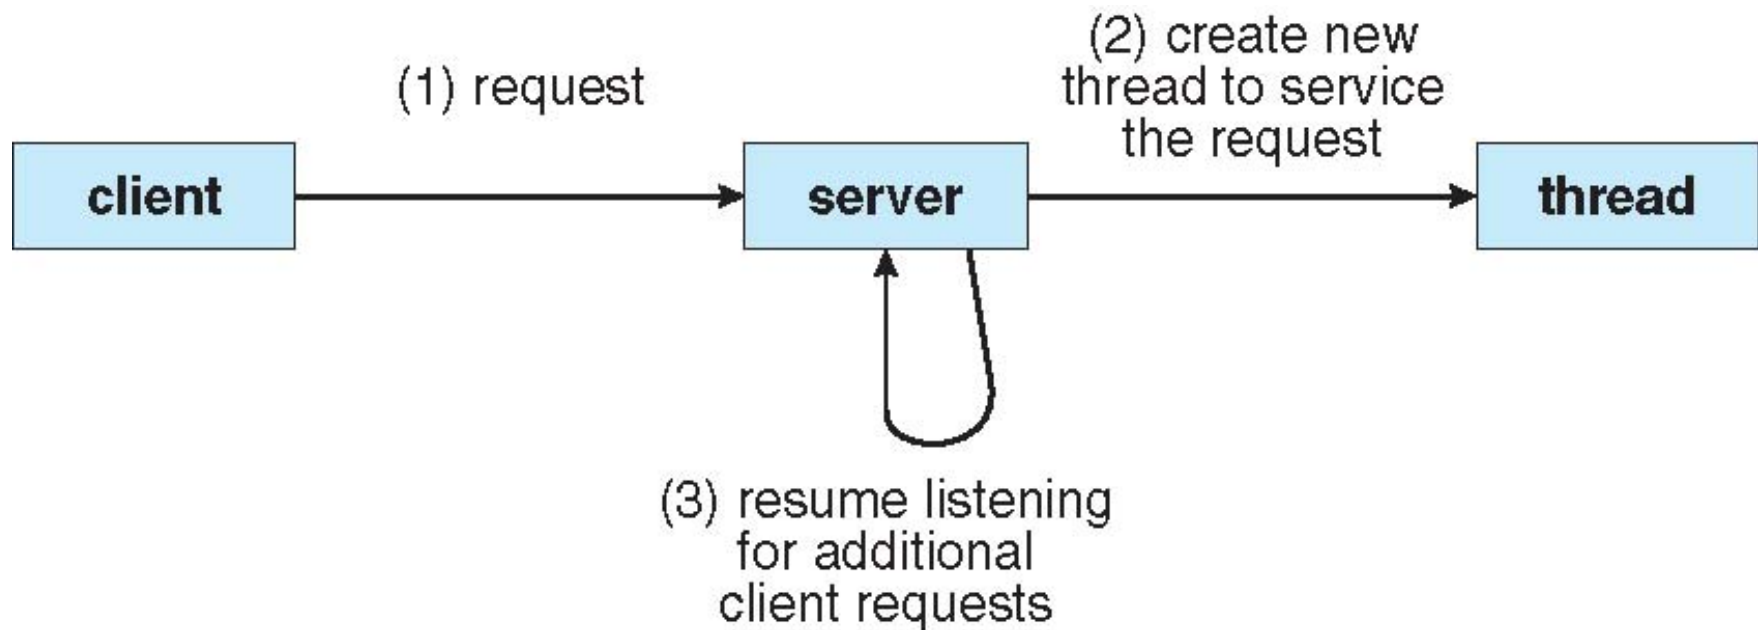 (1) request
(2) create new
thread to service
the request
client
server
thread
(3) resume listening
for additional
client requests